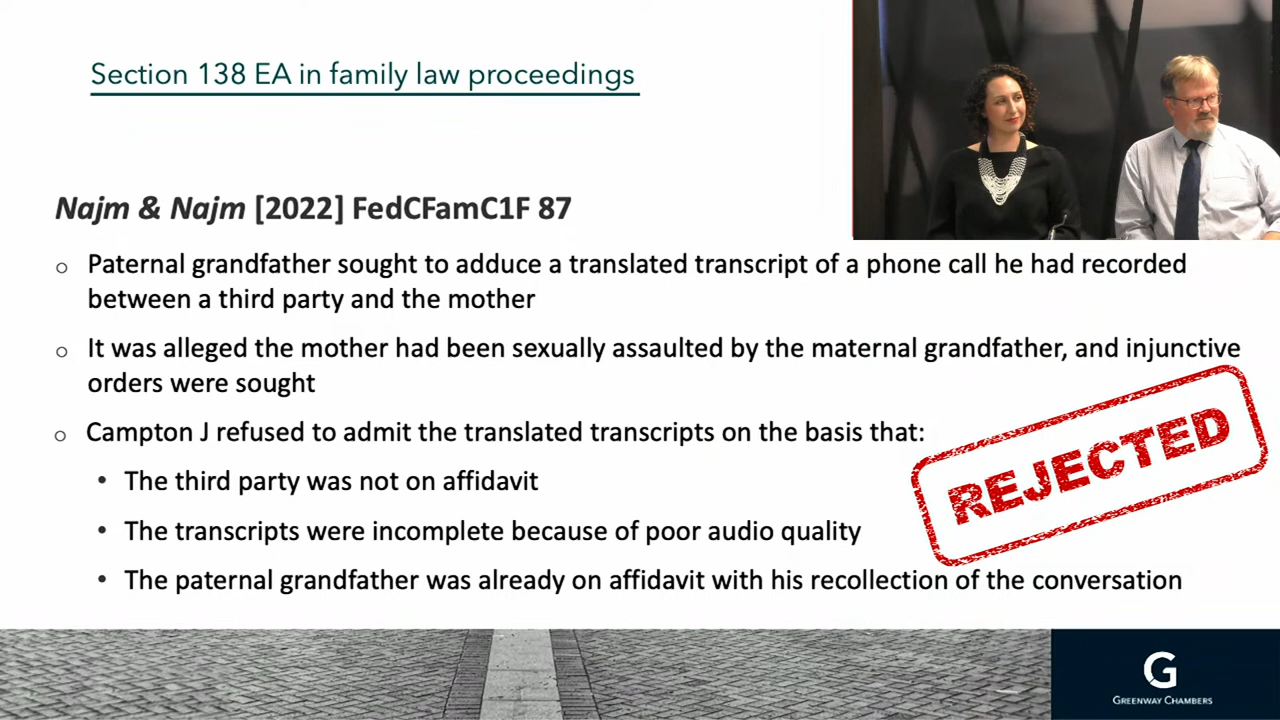 Section 138 EA in family law proceedings
Najm & Najm [2022] FedCFamC1F 87
Paternal grandfather sought to adduce a translated transcript of a phone call he had recorded
between a third party and the mother
It was alleged the mother had been sexually assaulted by the maternal grandfather, and injunctive
orders were sought
Campton J refused to admit the translated transcripts on the basis that:
The third party was not on affidavit
The transcripts were incomplete because of poor audio quality
The paternal grandfather was already on affidavit with his recollection of the conversation
REJECTED
G
GREENWAY CHAMBERS